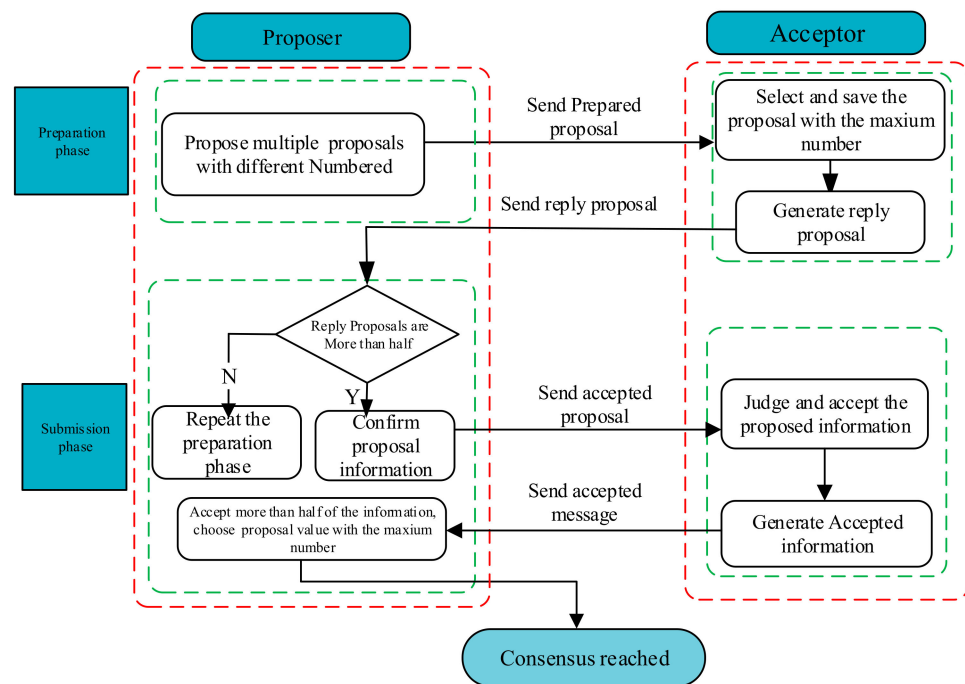 Proposer
Acceptor
Preparation
phase
Propose multiple proposals
with different Numbered
Send Prepared
proposal
Select and save the
proposal with the maxium
number
Send reply proposal
Generate reply
proposal
Reply Proposals are
More than half
N
Y
Submission
phase
Repeat the
preparation
phase
Confirm
proposal
information
Send accepted
proposal
Judge and accept the
proposed information
Accept more than half of the information,
choose proposal value with the maxium
number
Send accepted
message
Generate Accepted
information
Consensus reached